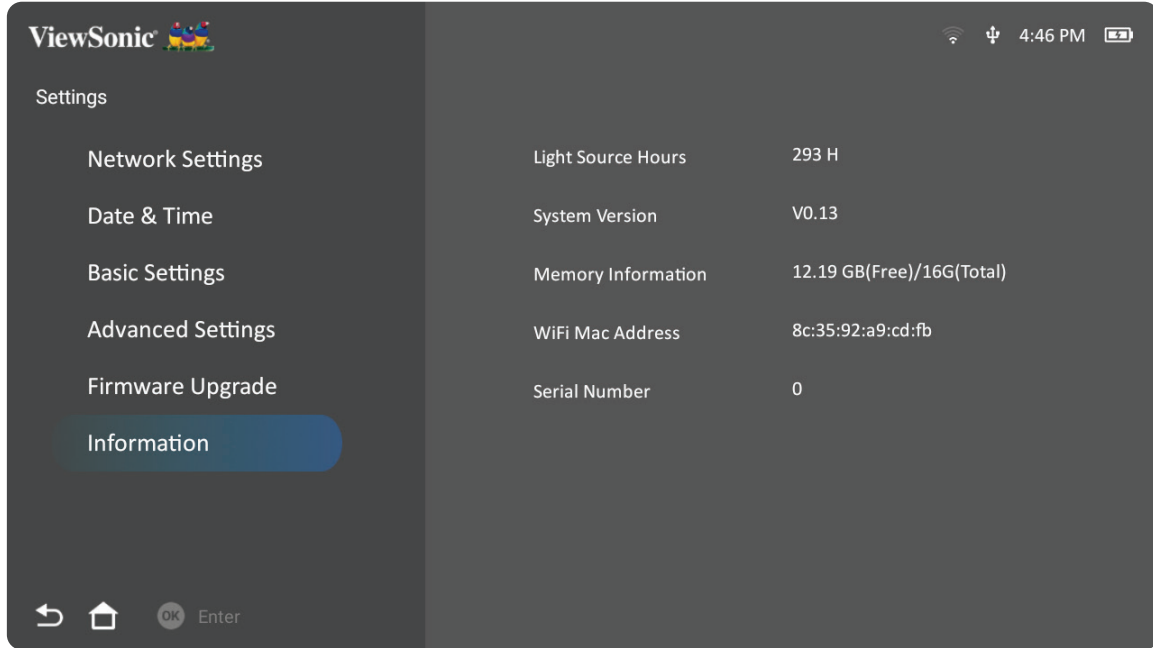 ViewSonic
4:46 PM
Settings
Network Settings
Date & Time
Basic Settings
Advanced Settings
Firmware Upgrade
Information
Light Source Hours 293 H
System Version V0.13
Memory Information 12.19 GB(Free)/16G(Total)
WiFi Mac Address 8c:35:92:a9:cd:fb
Serial Number 0
OK Enter